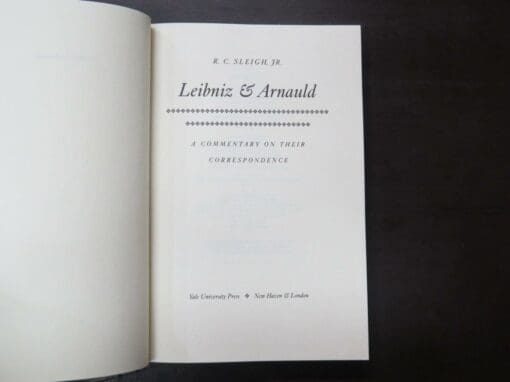 R. C. SLEIGH, JR.
Leibniz & Arnauld
A COMMENTARY ON THEIR
CORRESPONDENCE
Yale University Press ❖ New Haven & London